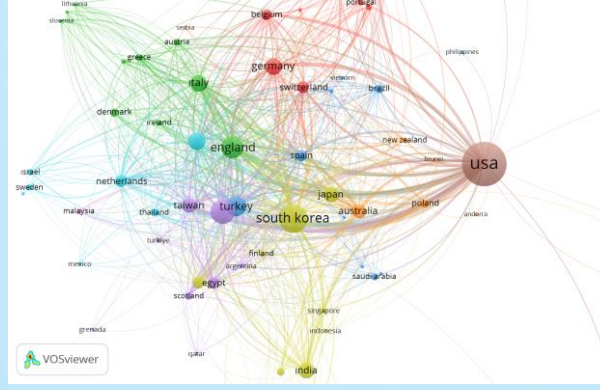 lithuania
portugal
slovenia
belgium
serbia
austria
philippines
greece
germany
vietnam
italy
switzerland
brazil
denmark
ireland
england
new zealand
spain
brunei
usa
israel
netherlands
sweden
japan
poland
taiwan
turkey
malaysia
thailand
australia
andorra
south korea
turkiye
finland
mexico
argentina
saudi arabia
egypt
scotland
singapore
grenada
indonesia
qatar
india
VOSviewer